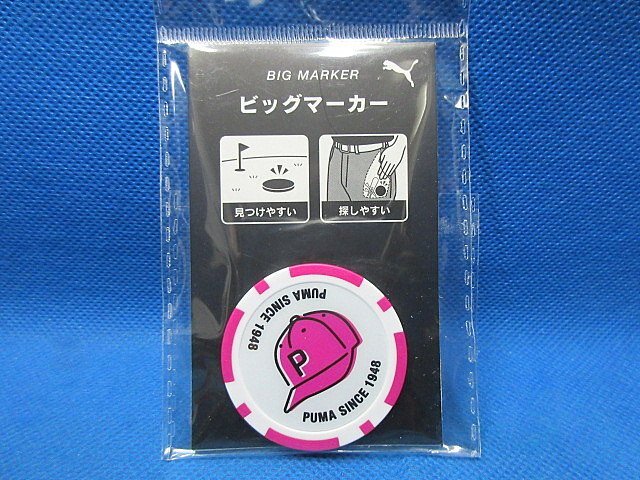 BIG MARKER
ビッグマーカー
見つけやすい
探しやすい
PUMA SINCE 1948
P
PUMA SINCE 1948